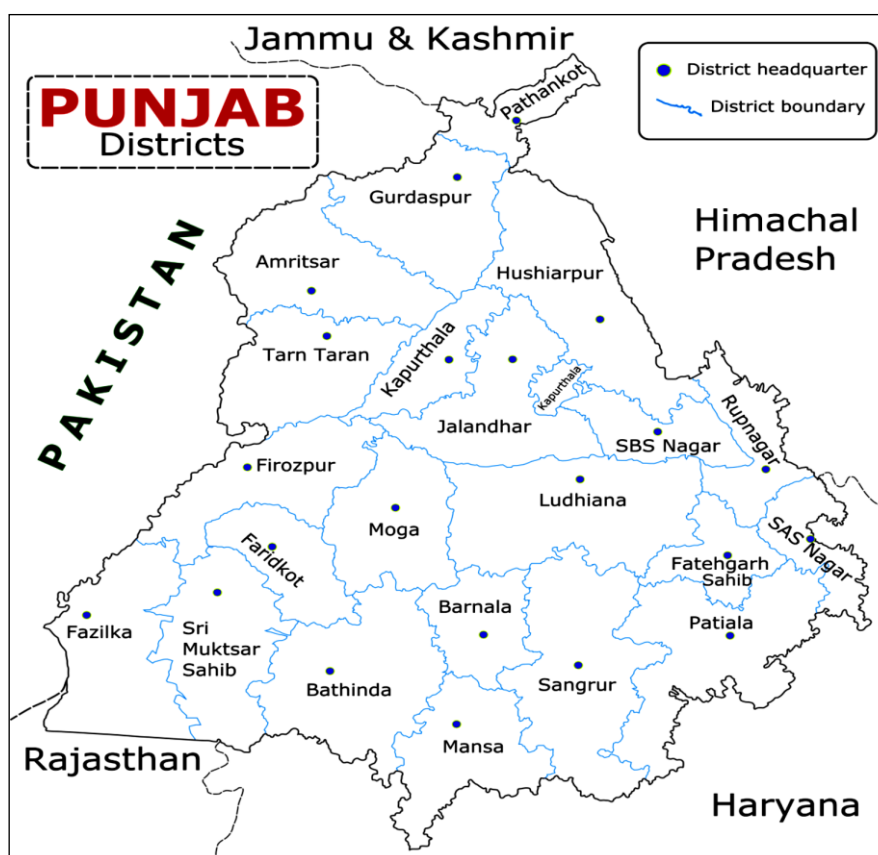 Jammu & Kashmir
PUNJAB
Districts
District headquarter
District boundary
Pathankot
Gurdaspur
PAKISTAN
Himachal
Pradesh
Hushiarpur
Amritsar
Tarn Taran
Kapurthala
Kapurthala
Jalandhar
SBS Nagar
Rupnagar
Firozpur
Ludhiana
Moga
SAS Nagar
Faridkot
Fatehgarh
Sahib
Fazilka
Sri
Muktsar
Sahib
Barnala
Patiala
Bathinda
Sangrur
Mansa
Rajasthan
Haryana